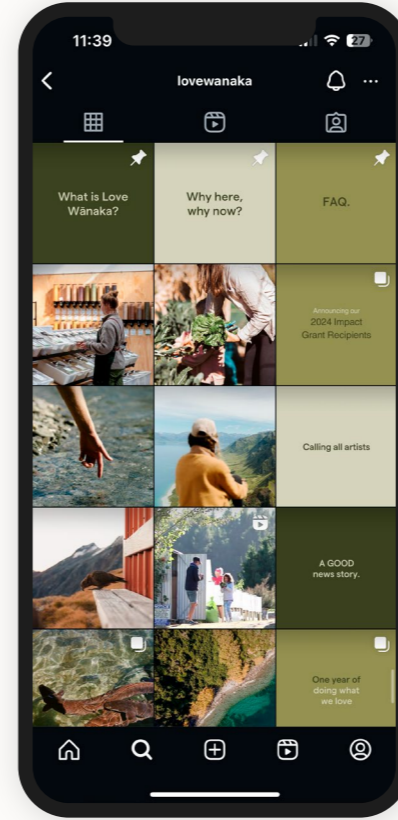 11:39
27
lovewanaka
What is Love
Wānaka?
Why here,
why now?
FAQ.
Announcing our
2024 Impact
Grant Recipients
Calling all artists
A GOOD
news story.
One year of
doing what
we love